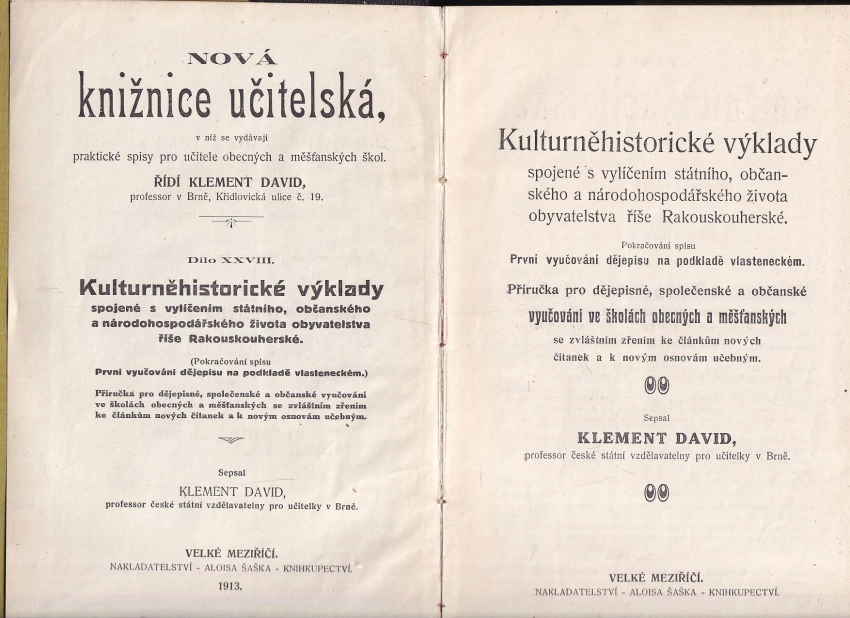 NOVÁ
knižnice učitelská,
v níž se vydávají
praktické spisy pro učitele obecných a měšťanských škol.
ŘÍDÍ KLEMENT DAVID,
professor v Brně, Křidlovická ulice č. 19.
Dílo XXVIII.
Kulturněhistorické výklady
spojené s vylíčením státního, občanského
a národohospodářského života obyvatelstva
říše Rakouskouherské.
(Pokračování spisu
První vyučování dějepisu na podkladě vlasteneckém.)
Příručka pro dějepisné, společenské a občanské vyučování
ve školách obecných a měšťanských se zvláštním zřením
ke článkům nových čítanek a k novým osnovám učebným.
Sepsal
KLEMENT DAVID,
professor české státní vzdělavatelny pro učitelky v Brně.
VELKÉ MEZIŘÍČÍ.
NAKLADATELSTVÍ - ALOISA ŠAŠKA - KNIHKUPECTVÍ.
1913.
Kulturněhistorické výklady
spojené s vylíčením státního, občan-
ského a národohospodářského života
obyvatelstva říše Rakouskouherské.
Pokračování spisu
První vyučování dějepisu na podkladě vlasteneckém.
Příručka pro dějepisné, společenské a občanské
vyučování ve školách obecných a měšťanských
se zvláštním zřením ke článkům nových
čítanek a k novým osnovám učebným.
Sepsal
KLEMENT DAVID,
professor české státní vzdělavatelny pro učitelky v Brně.
VELKÉ MEZIŘÍČÍ.
NAKLADATELSTVÍ - ALOISA ŠAŠKA - KNIHKUPECTVÍ.